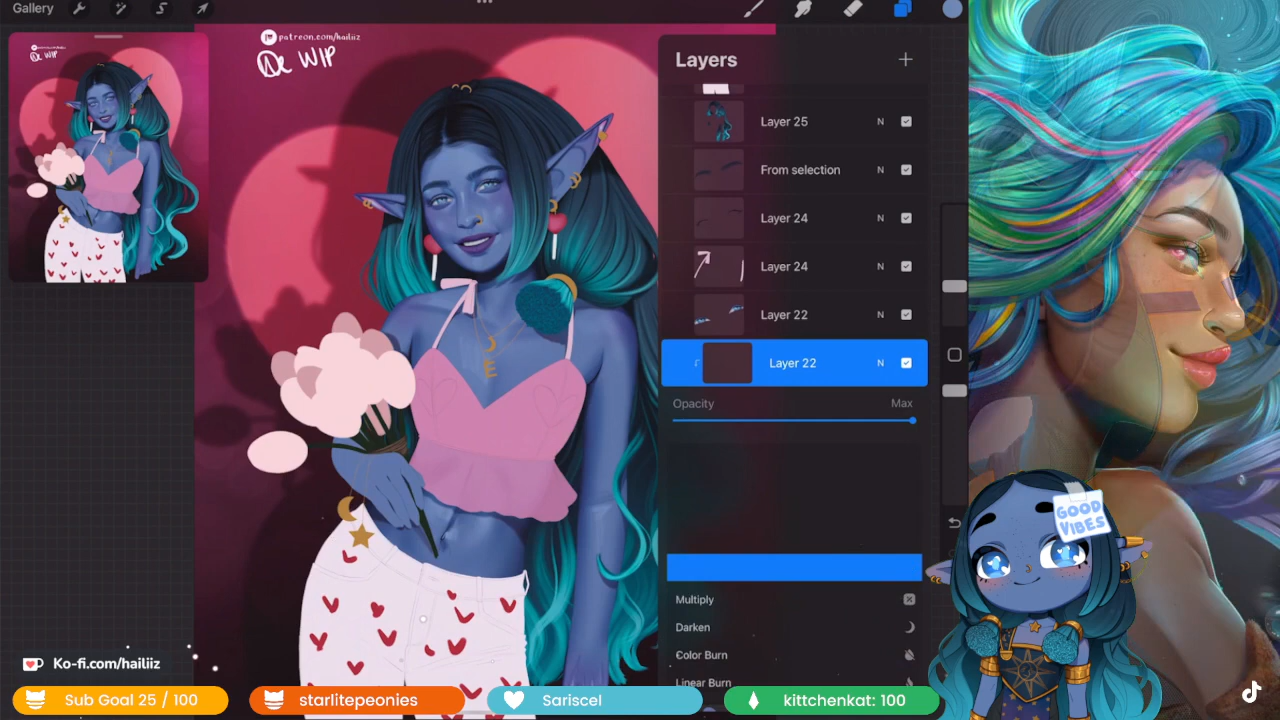 Gallery
patreon.com/hailiiz
WIP
Layers
Layer 25 N
From selection N
Layer 24 N
Layer 24 N
Layer 22 N
Layer 22 N
Opacity Max
Multiply
Darken
Color Burn
Linear Burn
E
GOOD
VIBES
Ko-fi.com/hailiiz
Sub Goal 25 / 100
starlitepeonies
Sariscel
kittchenkat: 100